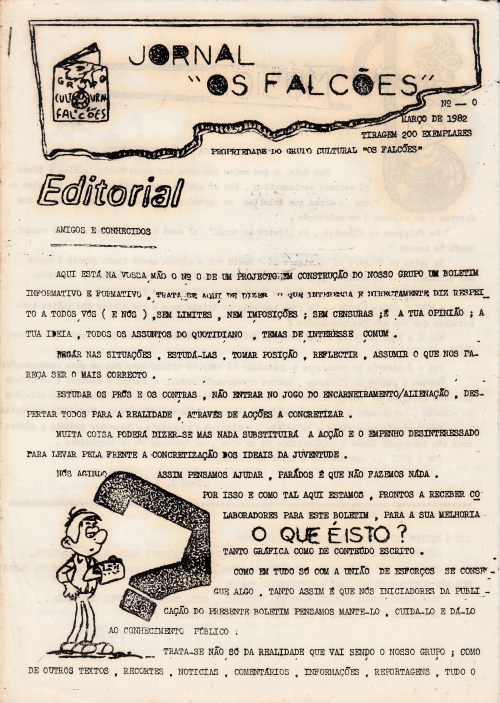 GRUPO
CULTURAL
FALCÕES
JORNAL
"OS FALCÕES"
Nº — 0
MARÇO DE 1982
TIRAGEM 200 EXEMPLARES
PROPRIEDADE DO GRUPO CULTURAL "OS FALCÕES"
Editorial
AMIGOS E CONHECIDOS
AQUI ESTÁ NA VOSSA MÃO O Nº 0 DE UM PROJECTO EM CONSTRUÇÃO DO NOSSO GRUPO UM BOLETIM
INFORMATIVO E FORMATIVO , TRATA-SE AQUI DE DIZER O QUE INTERESSA E DIRECTAMENTE DIZ RESPEI
TO A TODOS VÓS ( E NÓS ) ,SEM LIMITES , NEM IMPOSIÇÕES ; SEM CENSURAS ;É A TUA OPINIÃO ; A
TUA IDEIA , TODOS OS ASSUNTOS DO QUOTIDIANO , TEMAS DE INTERESSE COMUM .
PEGAR NAS SITUAÇÕES , ESTUDÁ-LAS , TOMAR POSIÇÃO , REFLECTIR , ASSUMIR O QUE NOS PA-
REÇA SER O MAIS CORRECTO .
ESTUDAR OS PRÓS E OS CONTRAS , NÃO ENTRAR NO JOGO DO ENCARNEIRAMENTO/ALIENAÇÃO , DES-
PERTAR TODOS PARA A REALIDADE , ATRAVÉS DE ACÇÕES A CONCRETIZAR .
MUITA COISA PODERÁ DIZER-SE MAS NADA SUBSTITUIRÁ A ACÇÃO E O EMPENHO DESINTERESSADO
PARA LEVAR PELA FRENTE A CONCRETIZAÇÃO DOS IDEAIS DA JUVENTUDE .
NÓS AGINDO ASSIM PENSAMOS AJUDAR , PARADOS É QUE NÃO FAZEMOS NADA .
POR ISSO E COMO TAL AQUI ESTAMOS , PRONTOS A RECEBER CO
LABORADORES PARA ESTE BOLETIM , PARA A SUA MELHORIA
O QUE É ISTO ?
TANTO GRÁFICA COMO DE CONTEÚDO ESCRITO .
COMO EM TUDO SÓ COM A UNIÃO DE ESFORÇOS SE CONSE
GUE ALGO , TANTO ASSIM É QUE NÓS INICIADORES DA PUBLI -
CAÇÃO DO PRESENTE BOLETIM PENSAMOS MANTE-LO , CUIDA-LO E DÁ-LO
AO CONHECIMENTO PÚBLICO :
TRATA-SE NÃO SÓ DA REALIDADE QUE VAI SENDO O NOSSO GRUPO ; COMO
DE OUTROS TEXTOS , RECORTES , NOTICIAS , COMENTÁRIOS , INFORMAÇÕES , REPORTAGENS , TUDO O